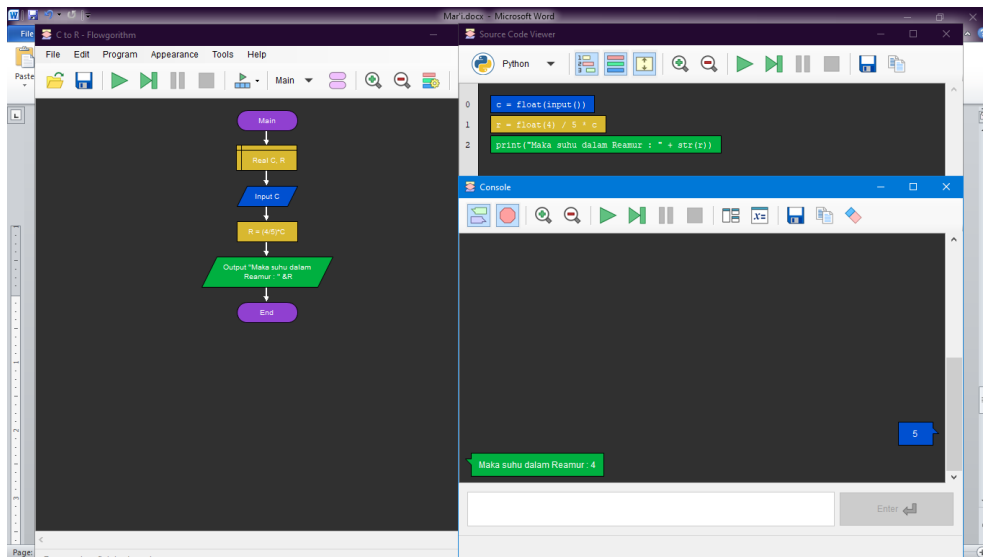 Mar'i.docx - Microsoft Word
File
Paste
Page:
C to R - Flowgorithm
File Edit Program Appearance Tools Help
Main
Main
Real C, R
Input C
R = (4/5)*C
Output "Maka suhu dalam
Reamur : " &R
End
Source Code Viewer
Python
0 c = float(input())
1 r = float(4) / 5 * c
2 print("Maka suhu dalam Reamur : " + str(r))
Console
5
Maka suhu dalam Reamur : 4
Enter